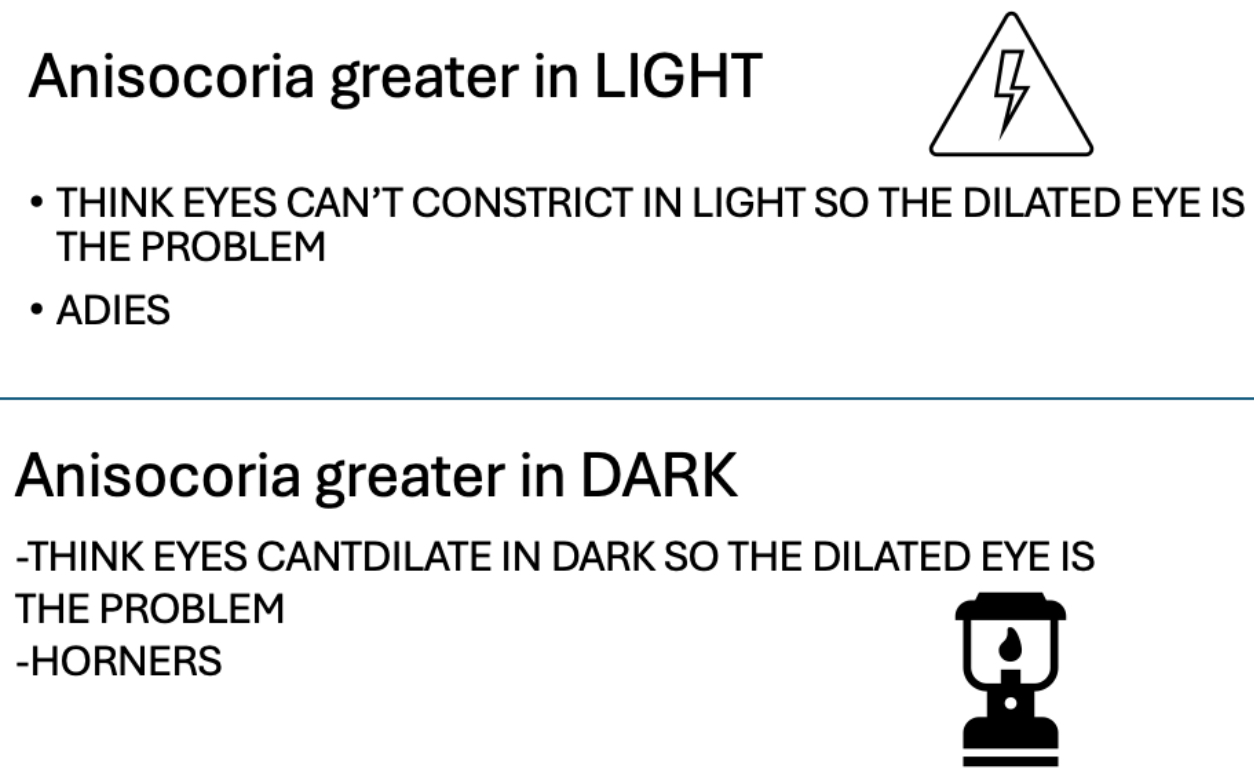 Anisocoria greater in LIGHT
• THINK EYES CAN’T CONSTRICT IN LIGHT SO THE DILATED EYE IS
THE PROBLEM
• ADIES
Anisocoria greater in DARK
-THINK EYES CANTDILATE IN DARK SO THE DILATED EYE IS
THE PROBLEM
-HORNERS